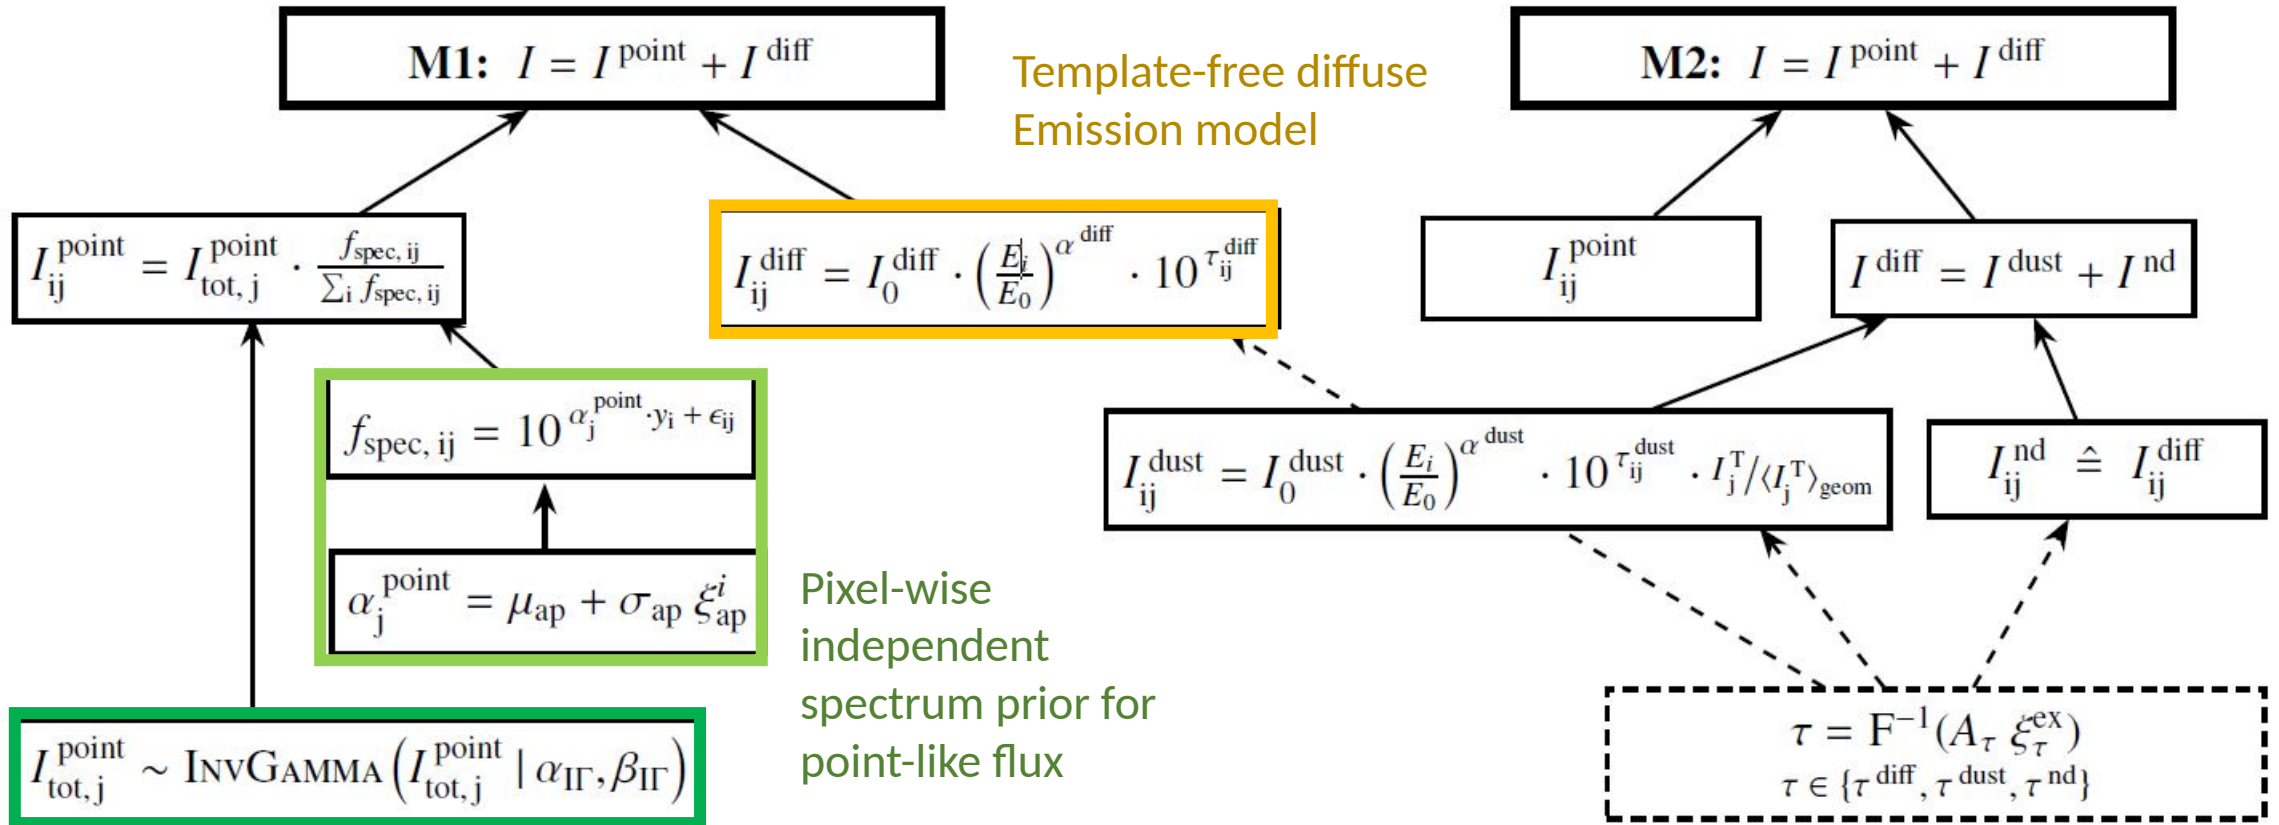 M1: I = I^point + I^diff
Template-free diffuse
Emission model
M2: I = I^point + I^diff
I_ij^point = I_tot, j^point · f_spec, ij / ∑_i f_spec, ij
I_ij^diff = I_0^diff · (E_i/E_0)^α^diff · 10^τ_ij^diff
I_ij^point
I^diff = I^dust + I^nd
f_spec, ij = 10^α_j^point·y_i + ϵ_ij
I_ij^dust = I_0^dust · (E_i/E_0)^α^dust · 10^τ_ij^dust · I_j^T/⟨I_j^T⟩_geom
I_ij^nd ≙ I_ij^diff
α_j^point = μ_ap + σ_ap ξ_ap^i
Pixel-wise
independent
spectrum prior for
point-like flux
I_tot, j^point ~ INVGAMMA(I_tot, j^point | α_IΓ, β_IΓ)
τ = F^−1(A_τ ξ_τ^ex)
τ ∈ {τ^diff, τ^dust, τ^nd}